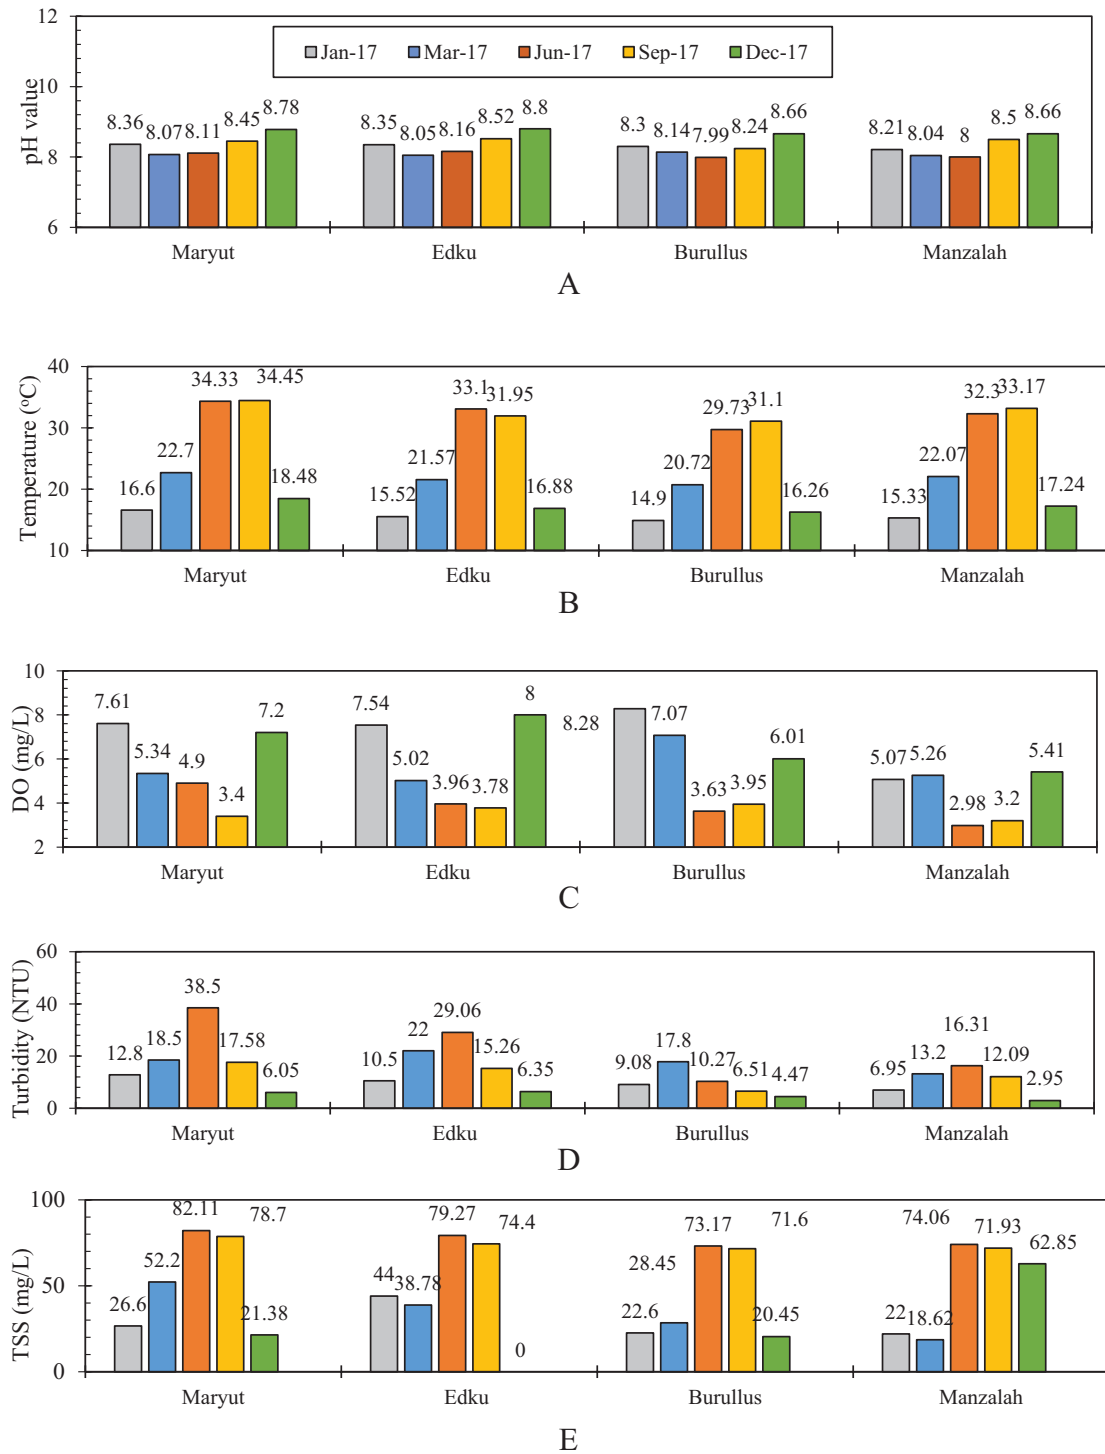 12
10
8
6
pH value
Jan-17 Mar-17 Jun-17 Sep-17 Dec-17
8.36 8.07 8.11 8.45 8.78
8.35 8.05 8.16 8.52 8.8
8.3 8.14 7.99 8.24 8.66
8.21 8.04 8 8.5 8.66
Maryut Edku Burullus Manzalah
A
40
30
20
10
Temperature (°C)
16.6 22.7 34.33 34.45 18.48
15.52 21.57 33.1 31.95 16.88
14.9 20.72 29.73 31.1 16.26
15.33 22.07 32.3 33.17 17.24
Maryut Edku Burullus Manzalah
B
10
8
6
4
2
DO (mg/L)
7.61 5.34 4.9 3.4 7.2
7.54 5.02 3.96 3.78 8
8.28 7.07 3.63 3.95 6.01
5.07 5.26 2.98 3.2 5.41
Maryut Edku Burullus Manzalah
C
60
40
20
0
Turbidity (NTU)
12.8 18.5 38.5 17.58 6.05
10.5 22 29.06 15.26 6.35
9.08 17.8 10.27 6.51 4.47
6.95 13.2 16.31 12.09 2.95
Maryut Edku Burullus Manzalah
D
100
50
0
TSS (mg/L)
26.6 52.2 82.11 78.7 21.38
44 38.78 79.27 74.4 0
22.6 28.45 73.17 71.6 20.45
22 18.62 74.06 71.93 62.85
Maryut Edku Burullus Manzalah
E